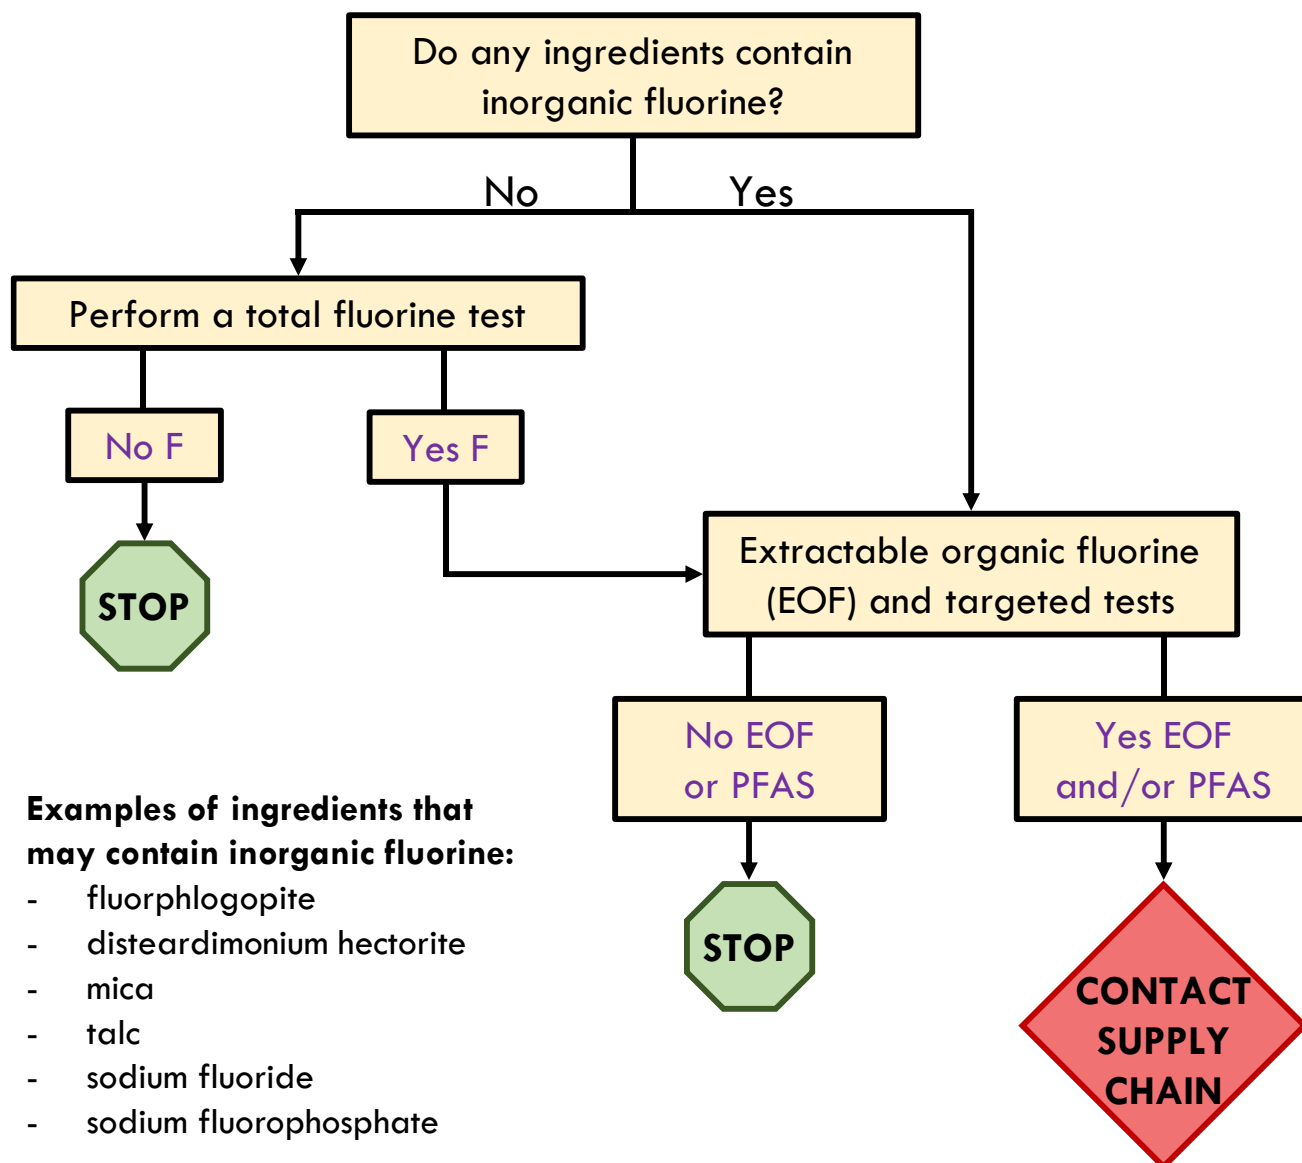 Do any ingredients contain
inorganic fluorine?
No
Yes
Perform a total fluorine test
No F
Yes F
STOP
Extractable organic fluorine
(EOF) and targeted tests
No EOF
or PFAS
Yes EOF
and/or PFAS
STOP
CONTACT
SUPPLY
CHAIN
Examples of ingredients that
may contain inorganic fluorine:
- fluorphlogopite
- disteardimonium hectorite
- mica
- talc
- sodium fluoride
- sodium fluorophosphate